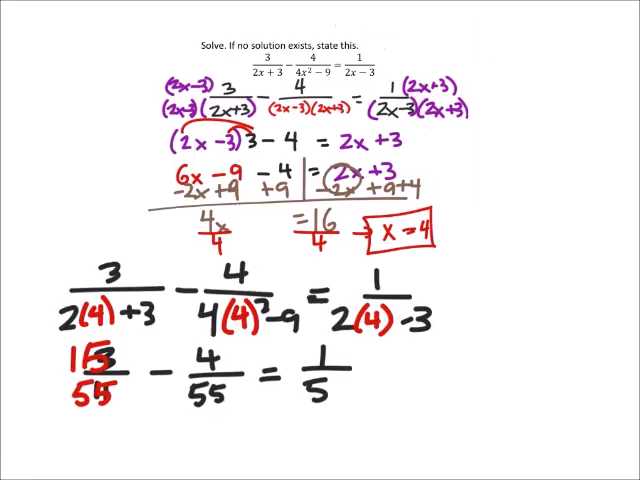 Solve. If no solution exists, state this.
3/(2x + 3) − 4/(4x² − 9) = 1/(2x − 3)
(2x−3) 3/(2x−3)(2x+3) − 4/(2x−3)(2x+3) = 1(2x+3)/(2x−3)(2x+3)
(2x −3)3 − 4 = 2x +3
6x −9 −4 = 2x +3
−2x +9 +9 −2x +9+4
4x = 16
4 4 → x = 4
3/(2(4)+3) − 4/(4(4)²−9) = 1/(2(4)−3)
15/55 − 4/55 = 1/5